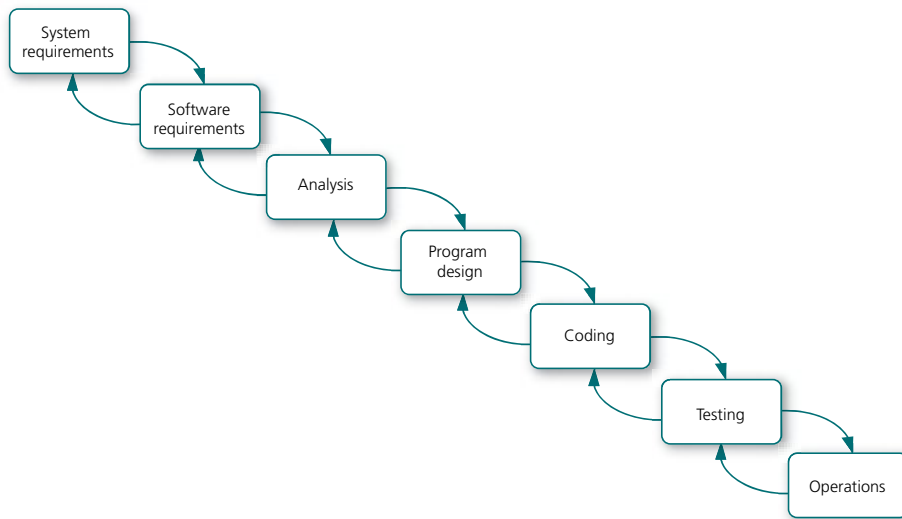 System
requirements
Software
requirements
Analysis
Program
design
Coding
Testing
Operations